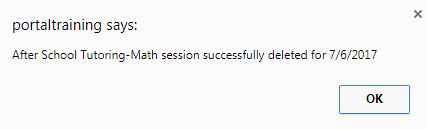 portaltraining says:
After School Tutoring-Math session successfully deleted for 7/6/2017
OK